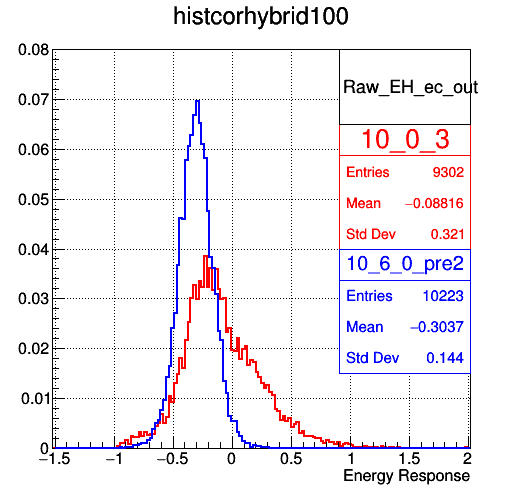 histcorhybrid100
0.08
0.07
0.06
0.05
0.04
0.03
0.02
0.01
0
−1.5 −1 −0.5 0 0.5 1 1.5 2
Energy Response
Raw_EH_ec_out
10_0_3
Entries 9302
Mean −0.08816
Std Dev 0.321
10_6_0_pre2
Entries 10223
Mean −0.3037
Std Dev 0.144